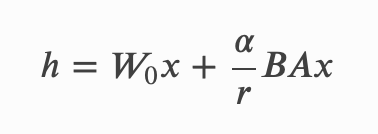 h = W₀x + α/r BAx